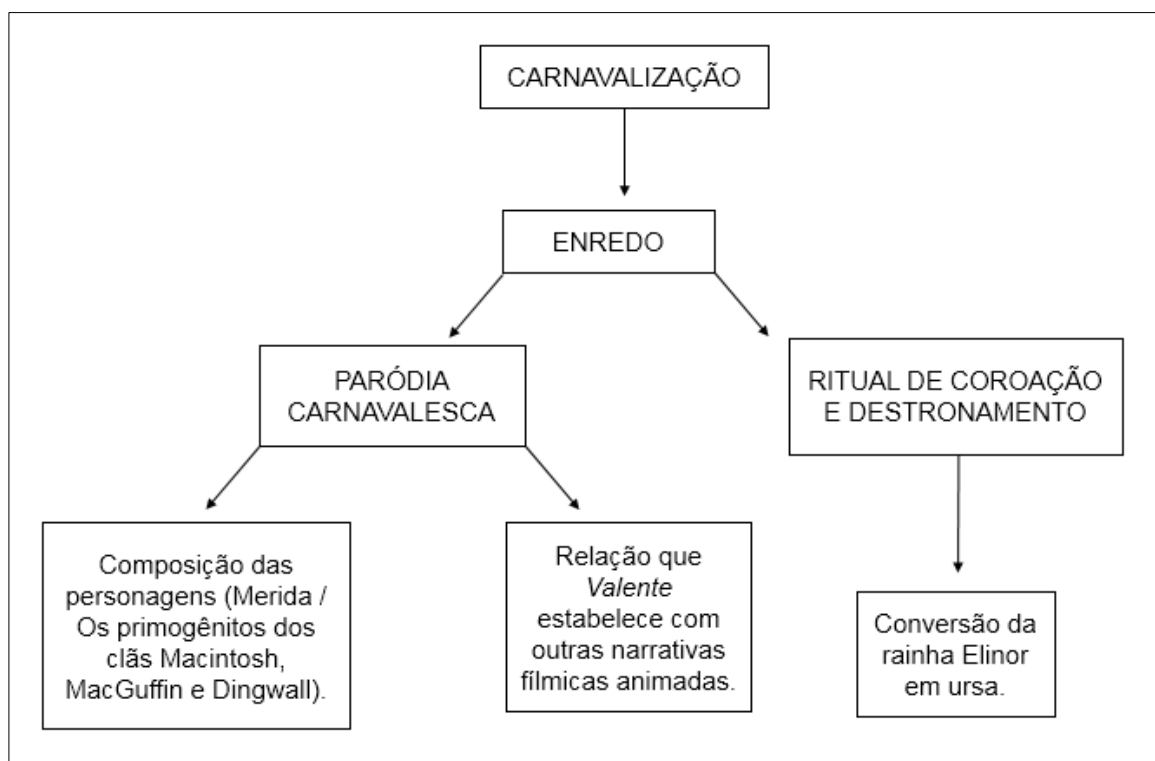 CARNAVALIZAÇÃO
ENREDO
PARÓDIA
CARNAVALESCA
RITUAL DE COROAÇÃO
E DESTRONAMENTO
Composição das
personagens (Merida /
Os primogênitos dos
clãs Macintosh,
MacGuffin e Dingwall).
Relação que
Valente
estabelece com
outras narrativas
fílmicas animadas.
Conversão da
rainha Elinor
em ursa.